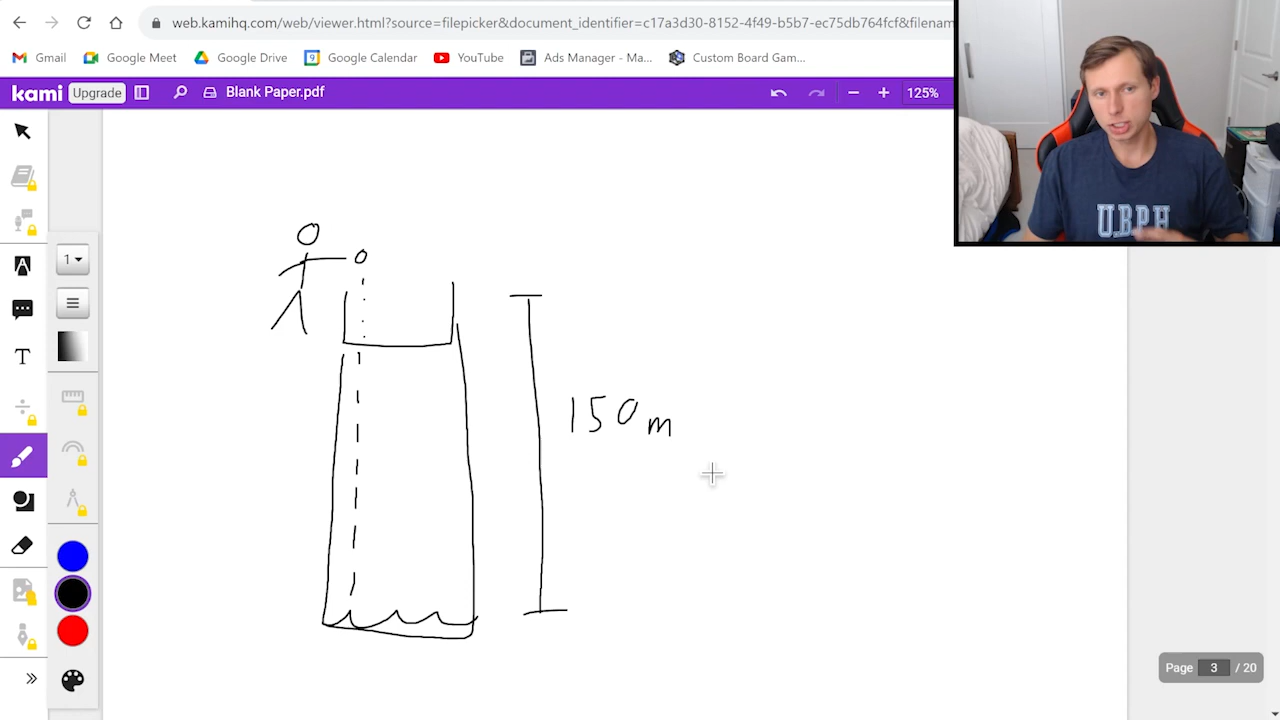 web.kamihq.com/web/viewer.html?source=filepicker&document_identifier=c17a3d30-8152-4f49-b5b7-ec75db764fcf&filenam
Gmail
Google Meet
Google Drive
Google Calendar
YouTube
Ads Manager - Ma...
Custom Board Gam...
kami
Upgrade
Blank Paper.pdf
125%
UBPH
1
150m
Page 3 / 20